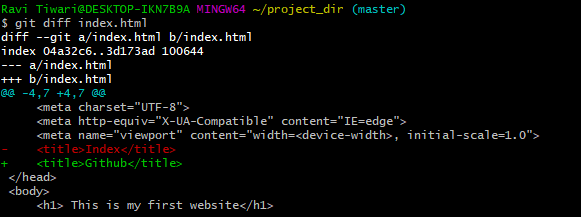 Ravi Tiwari@DESKTOP-IKN7B9A MINGW64 ~/project_dir (master)
$ git diff index.html
diff --git a/index.html b/index.html
index 04a32c6..3d173ad 100644
--- a/index.html
+++ b/index.html
@@ -4,7 +4,7 @@
     <meta charset="UTF-8">
     <meta http-equiv="X-UA-Compatible" content="IE=edge">
     <meta name="viewport" content="width=<device-width>, initial-scale=1.0">
-    <title>Index</title>
+    <title>Github</title>
 </head>
 <body>
     <h1> This is my first website</h1>